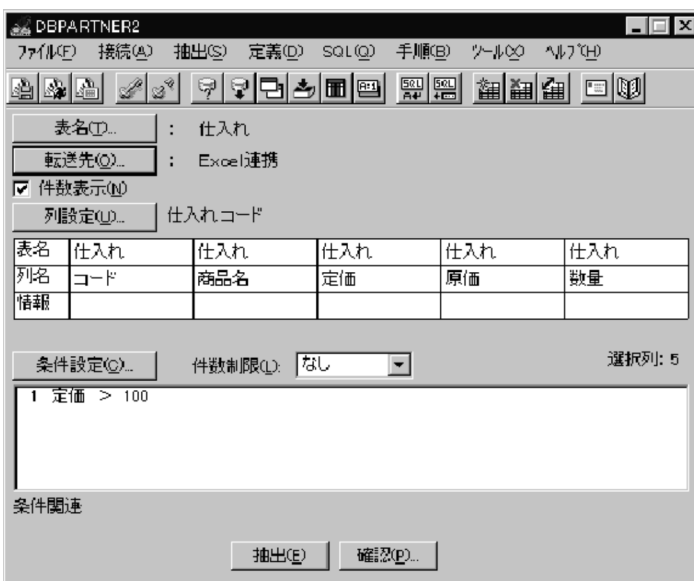 DBPARTNER2
ファイル(F) 接続(A) 抽出(S) 定義(D) SQL(Q) 手順(B) ツール(X) ヘルプ(H)
表名(T)... : 仕入れ
転送先(O)... : Excel連携
件数表示(N)
列設定(U)... 仕入れコード
表名 仕入れ 仕入れ 仕入れ 仕入れ 仕入れ
列名 コード 商品名 定価 原価 数量
情報
条件設定(C)... 件数制限(L): なし 選択列: 5
1 定価 > 100
条件関連
抽出(E) 確認(P)...